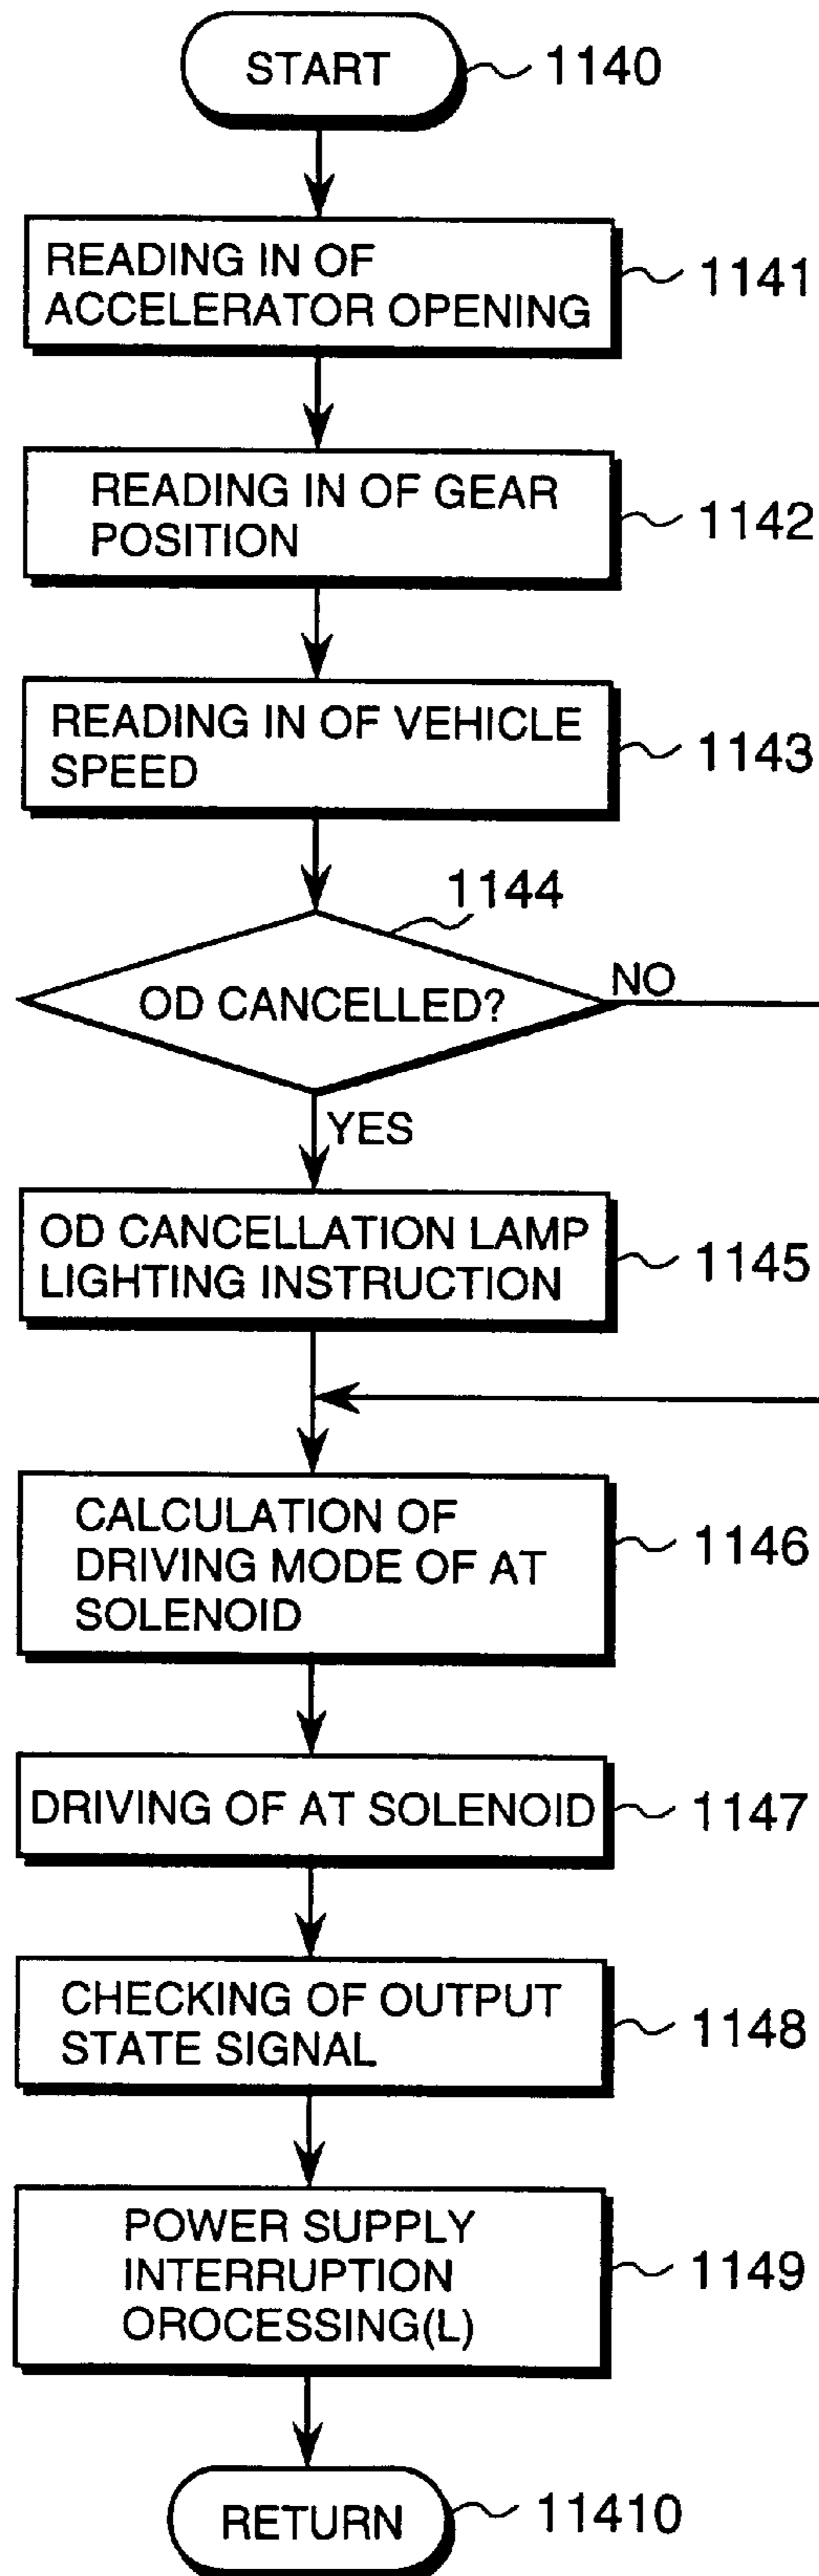 START
1140
READING IN OF
ACCELERATOR OPENING
1141
READING IN OF GEAR
POSITION
1142
READING IN OF VEHICLE
SPEED
1143
1144
OD CANCELLED?
NO
YES
OD CANCELLATION LAMP
LIGHTING INSTRUCTION
1145
CALCULATION OF
DRIVING MODE OF AT
SOLENOID
1146
DRIVING OF AT SOLENOID
1147
CHECKING OF OUTPUT
STATE SIGNAL
1148
POWER SUPPLY
INTERRUPTION
OROCESSING(L)
1149
RETURN
11410